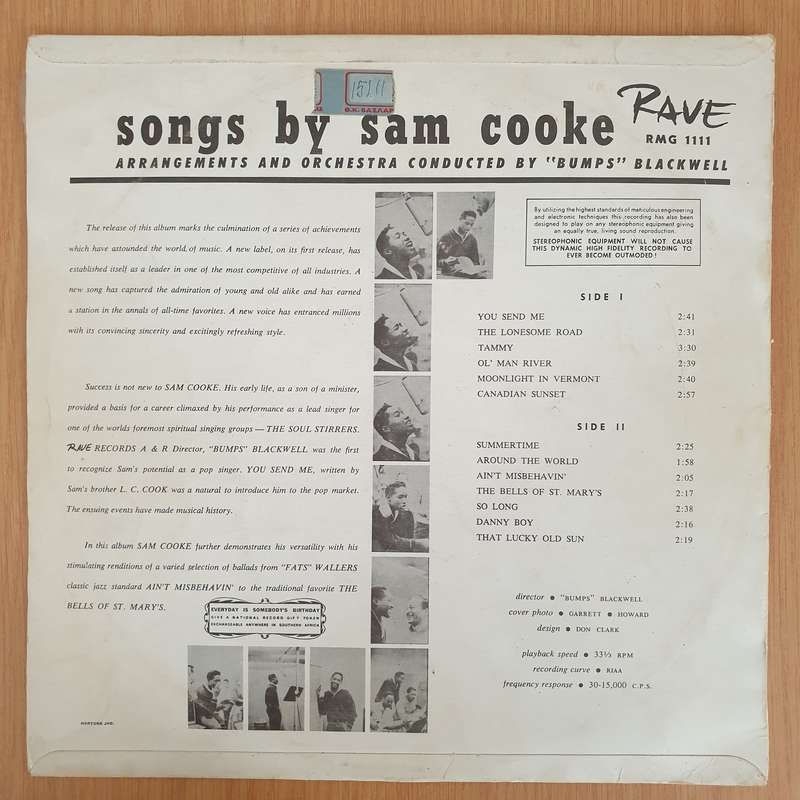 151.11
O.K. BAZAAR
songs by sam cooke
RAVE
RMG 1111
ARRANGEMENTS AND ORCHESTRA CONDUCTED BY "BUMPS" BLACKWELL
The release of this album marks the culmination of a series of achievements
which have astounded the world of music. A new label, on its first release, has
established itself as a leader in one of the most competitive of all industries. A
new song has captured the admiration of young and old alike and has earned
a station in the annals of all-time favorites. A new voice has entranced millions
with its convincing sincerity and excitingly refreshing style.
Success is not new to SAM COOKE. His early life, as a son of a minister,
provided a basis for a career climaxed by his performance as a lead singer for
one of the worlds foremost spiritual singing groups — THE SOUL STIRRERS.
RAVE RECORDS A & R Director, "BUMPS" BLACKWELL was the first
to recognize Sam's potential as a pop singer. YOU SEND ME, written by
Sam's brother L. C. COOK was a natural to introduce him to the pop market.
The ensuing events have made musical history.
In this album SAM COOKE further demonstrates his versatility with his
stimulating renditions of a varied selection of ballads from "FATS" WALLERS
classic jazz standard AIN'T MISBEHAVIN' to the traditional favorite THE
BELLS OF ST. MARY'S.
EVERYDAY IS SOMEBODY'S BIRTHDAY
GIVE A NATIONAL RECORD GIFT TOKEN
EXCHANGEABLE ANYWHERE IN SOUTHERN AFRICA
By utilizing the highest standards of meticulous engineering
and electronic techniques this recording has also been
designed to play on any stereophonic equipment giving
an equally true, living sound reproduction.
STEREOPHONIC EQUIPMENT WILL NOT CAUSE
THIS DYNAMIC HIGH FIDELITY RECORDING TO
EVER BECOME OUTMODED!
SIDE I
YOU SEND ME 2:41
THE LONESOME ROAD 2:31
TAMMY 3:30
OL' MAN RIVER 2:39
MOONLIGHT IN VERMONT 2:40
CANADIAN SUNSET 2:57
SIDE II
SUMMERTIME 2:25
AROUND THE WORLD 1:58
AIN'T MISBEHAVIN' 2:05
THE BELLS OF ST. MARY'S 2:17
SO LONG 2:38
DANNY BOY 2:16
THAT LUCKY OLD SUN 2:19
director ● "BUMPS" BLACKWELL
cover photo ● GARRETT ● HOWARD
design ● DON CLARK
playback speed ● 33⅓ RPM
recording curve ● RIAA
frequency response ● 30-15,000 C.P.S.